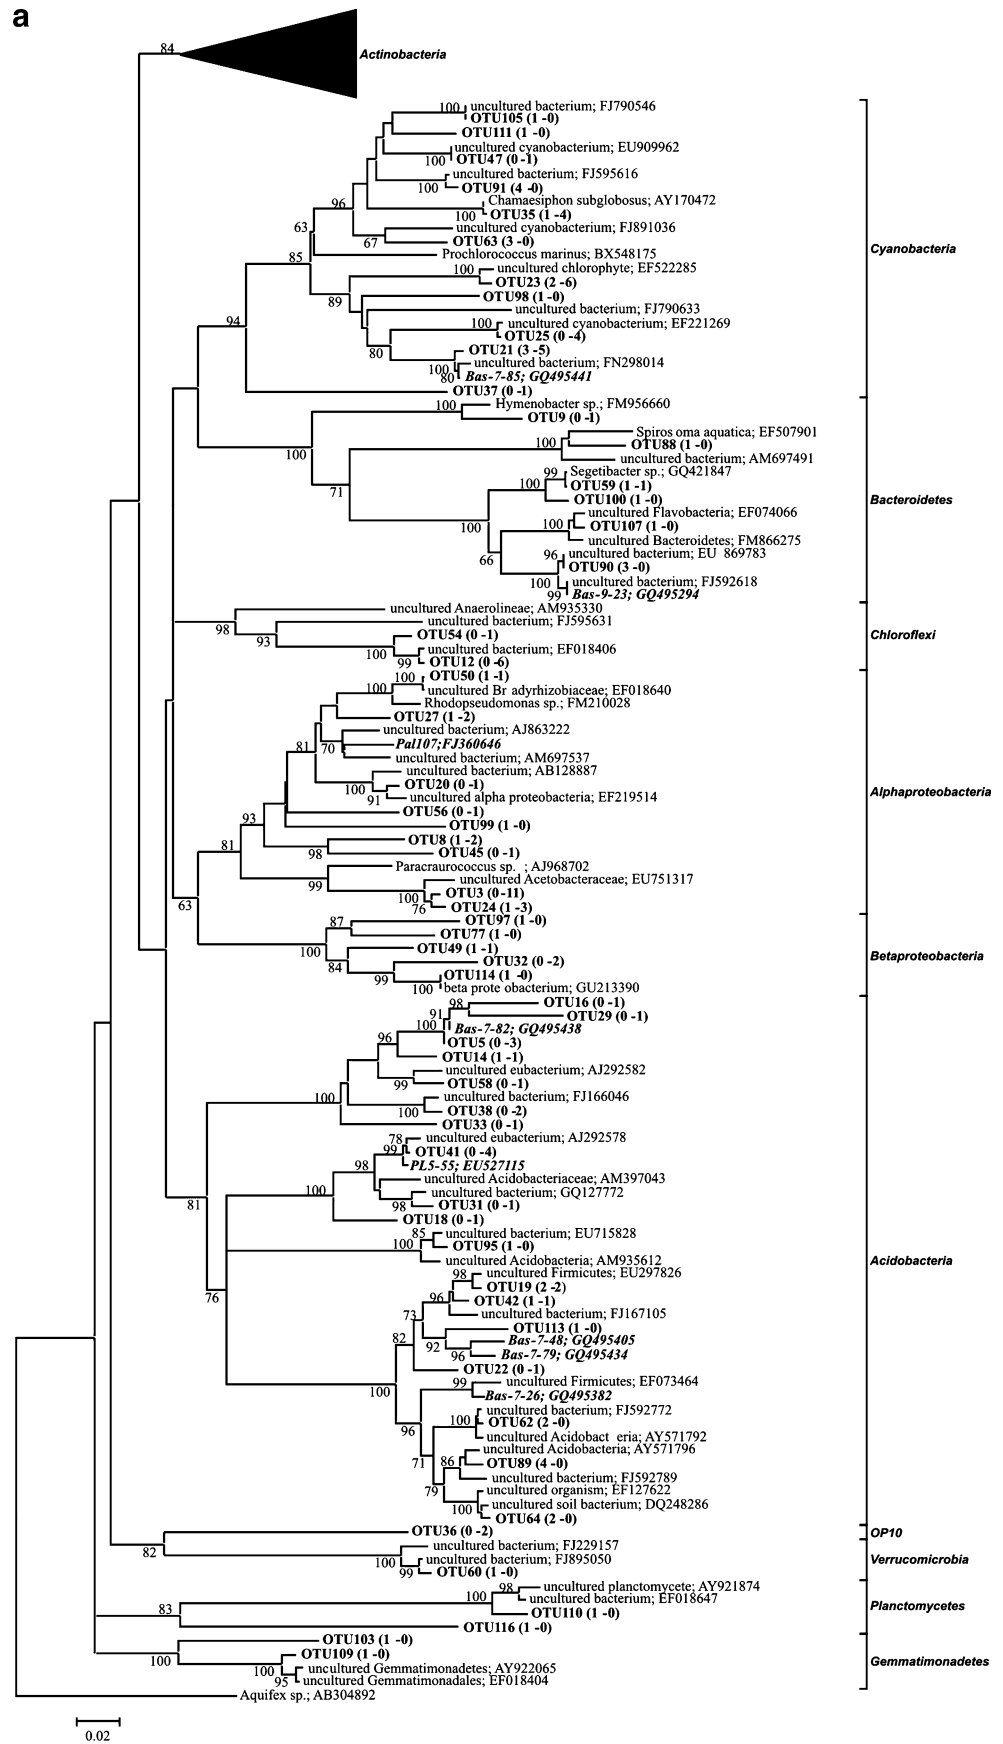 a
84
Actinobacteria
100 uncultured bacterium; FJ790546
OTU105 (1 -0)
OTU111 (1 -0)
uncultured cyanobacterium; EU909962
100 OTU47 (0 -1)
uncultured bacterium; FJ595616
100 OTU91 (4 -0)
Chamaesiphon subglobosus; AY170472
96
100 OTU35 (1 -4)
uncultured cyanobacterium; FJ891036
63
67 OTU63 (3 -0)
Cyanobacteria
Prochlorococcus marinus; BX548175
85
100 uncultured chlorophyte; EF522285
OTU23 (2 -6)
89
OTU98 (1 -0)
uncultured bacterium; FJ790633
94
100 uncultured cyanobacterium; EF221269
OTU25 (0 -4)
80
OTU21 (3 -5)
100 uncultured bacterium; FN298014
80 Bas-7-85; GQ495441
OTU37 (0 -1)
100 Hymenobacter sp.; FM956660
OTU9 (0 -1)
Spiros oma aquatica; EF507901
100 OTU88 (1 -0)
100
uncultured bacterium; AM697491
99 Segetibacter sp.; GQ421847
100 OTU59 (1 -1)
71
OTU100 (1 -0)
Bacteroidetes
uncultured Flavobacteria; EF074066
100 OTU107 (1 -0)
100
uncultured Bacteroidetes; FM866275
96 uncultured bacterium; EU 869783
66
OTU90 (3 -0)
100 uncultured bacterium; FJ592618
99 Bas-9-23; GQ495294
uncultured Anaerolineae; AM935330
98
uncultured bacterium; FJ595631
93
OTU54 (0 -1)
Chloroflexi
100 uncultured bacterium; EF018406
99 OTU12 (0 -6)
100 OTU50 (1 -1)
100 uncultured Br adyrhizobiaceae; EF018640
Rhodopseudomonas sp.; FM210028
OTU27 (1 -2)
uncultured bacterium; AJ863222
81 70 Pal107;FJ360646
uncultured bacterium; AM697537
uncultured bacterium; AB128887
100 OTU20 (0 -1)
91 uncultured alpha proteobacteria; EF219514
Alphaproteobacteria
OTU56 (0 -1)
93
OTU99 (1 -0)
OTU8 (1 -2)
81
98 OTU45 (0 -1)
Paracraurococcus sp. ; AJ968702
99
uncultured Acetobacteraceae; EU751317
100 OTU3 (0 -11)
76 OTU24 (1 -3)
63
87 OTU97 (1 -0)
OTU77 (1 -0)
100
OTU49 (1 -1)
84
OTU32 (0 -2)
Betaproteobacteria
99
OTU114 (1 -0)
100 beta prote obacterium; GU213390
98 OTU16 (0 -1)
91
OTU29 (0 -1)
100 Bas-7-82; GQ495438
96
OTU5 (0 -3)
OTU14 (1 -1)
uncultured eubacterium; AJ292582
99 OTU58 (0 -1)
100
uncultured bacterium; FJ166046
100 OTU38 (0 -2)
OTU33 (0 -1)
78 uncultured eubacterium; AJ292578
99 OTU41 (0 -4)
98
PL5-55; EU527115
uncultured Acidobacteriaceae; AM397043
100
uncultured bacterium; GQ127772
98 OTU31 (0 -1)
81
OTU18 (0 -1)
85 uncultured bacterium; EU715828
100 OTU95 (1 -0)
uncultured Acidobacteria; AM935612
Acidobacteria
98 uncultured Firmicutes; EU297826
OTU19 (2 -2)
96
76
OTU42 (1 -1)
73
uncultured bacterium; FJ167105
OTU113 (1 -0)
82
92 Bas-7-48; GQ495405
96 Bas-7-79; GQ495434
OTU22 (0 -1)
100
99 uncultured Firmicutes; EF073464
Bas-7-26; GQ495382
uncultured bacterium; FJ592772
100 OTU62 (2 -0)
96
uncultured Acidobact eria; AY571792
uncultured Acidobacteria; AY571796
71 86
OTU89 (4 -0)
uncultured bacterium; FJ592789
79
uncultured organism; EF127622
100 uncultured soil bacterium; DQ248286
OTU64 (2 -0)
OTU36 (0 -2)
OP10
82
uncultured bacterium; FJ229157
100 uncultured bacterium; FJ895050
Verrucomicrobia
99 OTU60 (1 -0)
98 uncultured planctomycete; AY921874
100 uncultured bacterium; EF018647
83
OTU110 (1 -0)
Planctomycetes
OTU116 (1 -0)
OTU103 (1 -0)
100
OTU109 (1 -0)
Gemmatimonadetes
100 uncultured Gemmatimonadetes; AY922065
95 uncultured Gemmatimonadales; EF018404
Aquifex sp.; AB304892
0.02